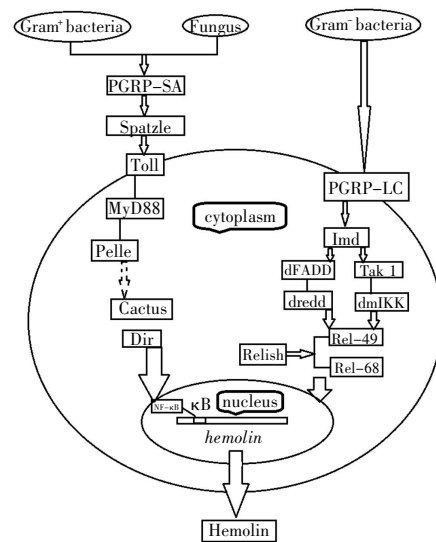 Gram⁺ bacteria
Fungus
Gram⁻ bacteria
PGRP-SA
Spatzle
Toll
PGRP-LC
MyD88
cytoplasm
Imd
Pelle
dFADD
Tak 1
dredd
dmIKK
Cactus
Dir
Rel-49
Relish
Rel-68
NF-κB
κB
nucleus
hemolin
Hemolin